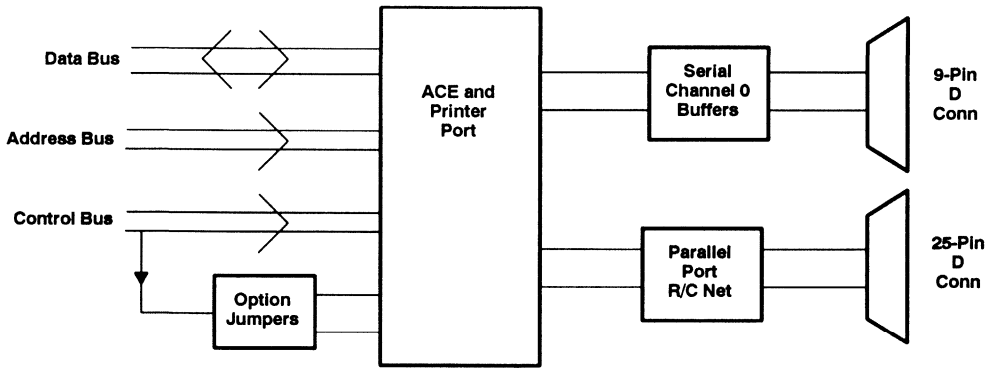 Data Bus
Address Bus
Control Bus
Option
Jumpers
ACE and
Printer
Port
Serial
Channel 0
Buffers
9-Pin
D
Conn
Parallel
Port
R/C Net
25-Pin
D
Conn